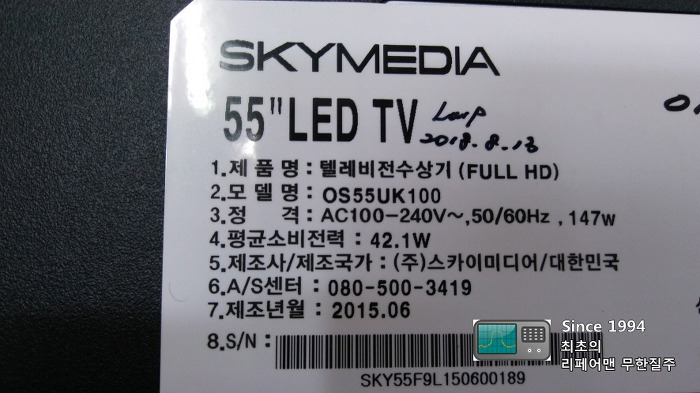 SKYMEDIA
55" LED TV
2018.8.13
1.제 품 명 : 텔레비전수상기 (FULL HD)
2.모 델 명 : OS55UK100
3.정 격 : AC100-240V~,50/60Hz , 147w
4.평균소비전력 : 42.1W
5.제조사/제조국가 : (주)스카이미디어/대한민국
6.A/S센터 : 080-500-3419
7.제조년월 : 2015.06
8.S/N :
SKY55F9L150600189
Since 1994
최초의
리페어맨 무한질주